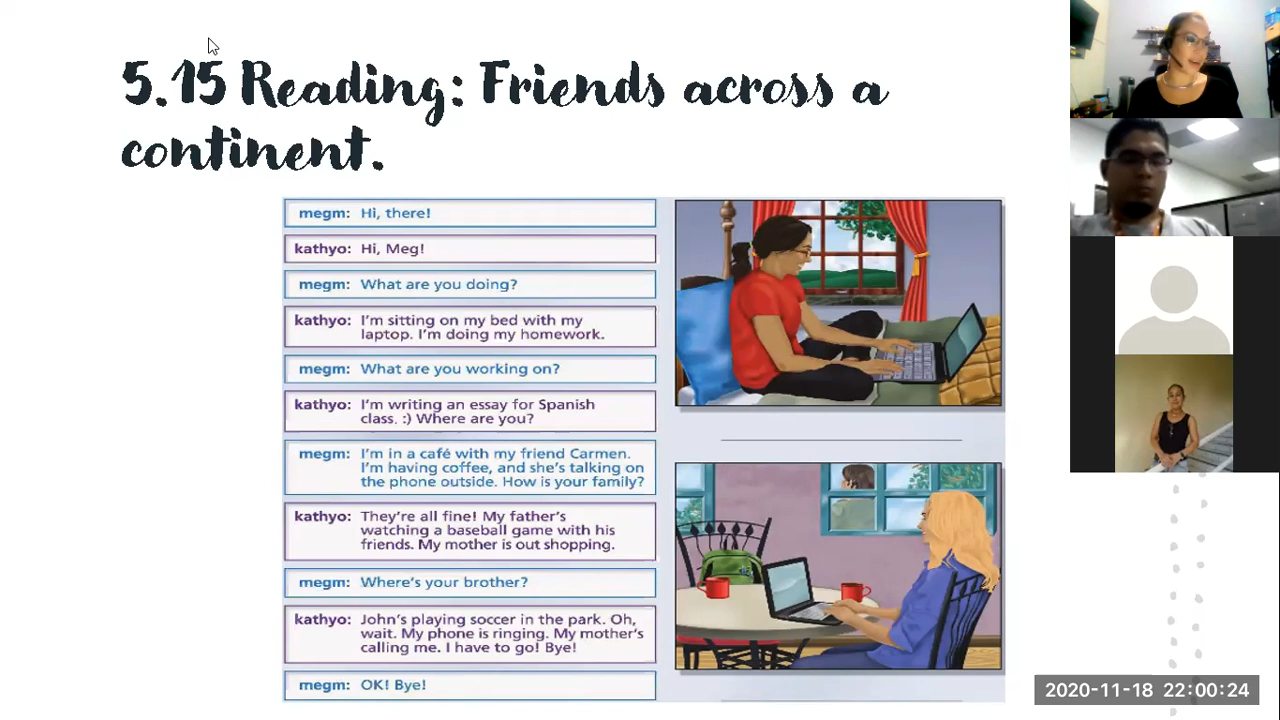 5.15 Reading: Friends across a
continent.
megm: Hi, there!
kathyo: Hi, Meg!
megm: What are you doing?
kathyo: I'm sitting on my bed with my
laptop. I'm doing my homework.
megm: What are you working on?
kathyo: I'm writing an essay for Spanish
class. :) Where are you?
megm: I'm in a café with my friend Carmen.
I'm having coffee, and she's talking on
the phone outside. How is your family?
kathyo: They're all fine! My father's
watching a baseball game with his
friends. My mother is out shopping.
megm: Where's your brother?
kathyo: John's playing soccer in the park. Oh,
wait. My phone is ringing. My mother's
calling me. I have to go! Bye!
megm: OK! Bye!
2020-11-18 22:00:24